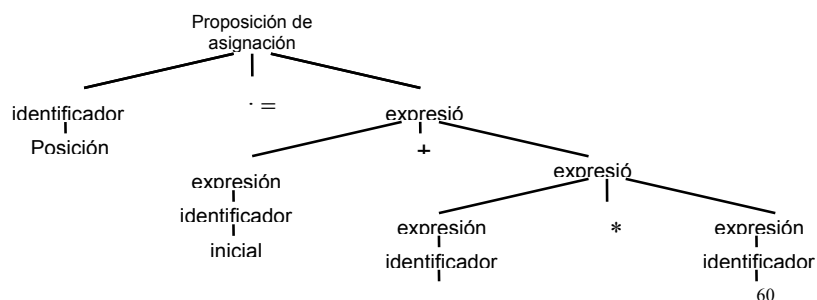 Proposición de
asignación
identificador
:=
expresió
Posición
+
expresión
expresió
identificador
inicial
expresión
*
expresión
identificador
identificador
60